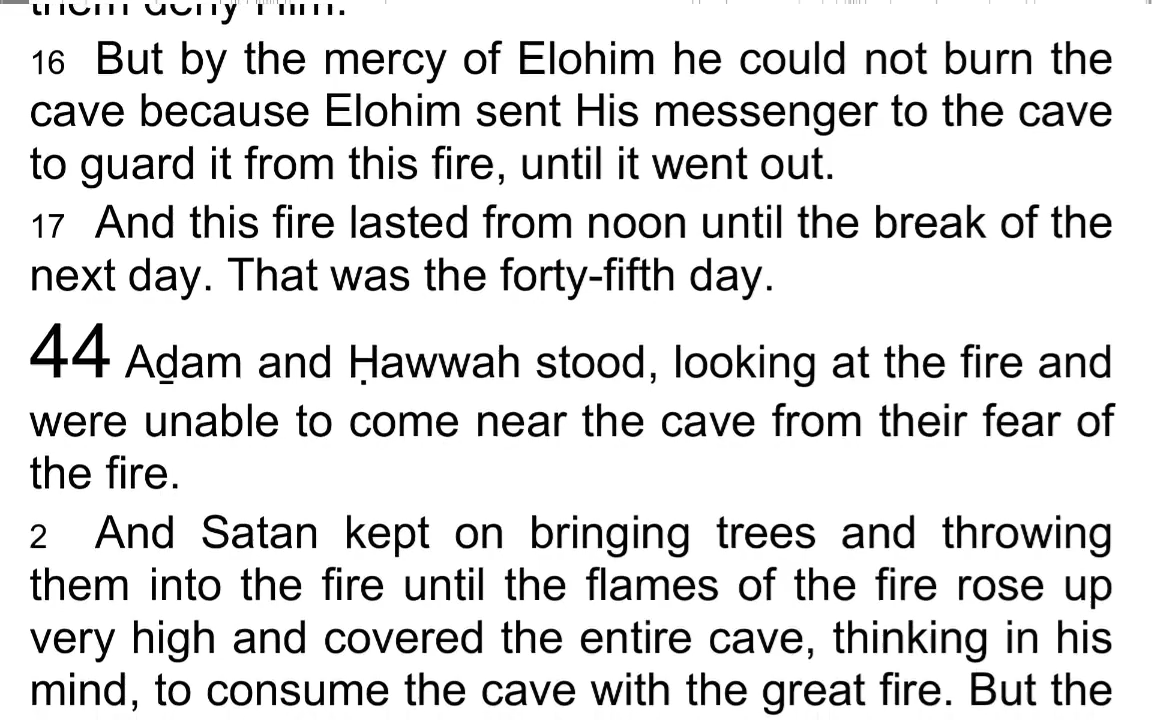 them deny Him.
16 But by the mercy of Elohim he could not burn the
cave because Elohim sent His messenger to the cave
to guard it from this fire, until it went out.
17 And this fire lasted from noon until the break of the
next day. That was the forty-fifth day.
44 Aḏam and Ḥawwah stood, looking at the fire and
were unable to come near the cave from their fear of
the fire.
2 And Satan kept on bringing trees and throwing
them into the fire until the flames of the fire rose up
very high and covered the entire cave, thinking in his
mind, to consume the cave with the great fire. But the